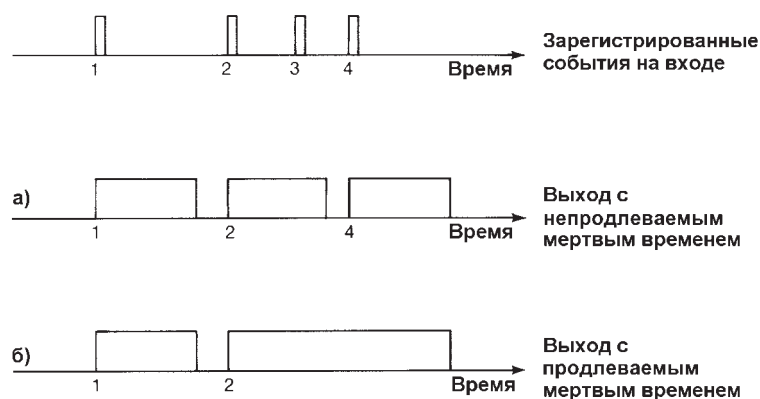 Зарегистрированные
события на входе
1 2 3 4 Время
а)
Выход с
непродлеваемым
мертвым временем
1 2 4 Время
б)
Выход с
продлеваемым
мертвым временем
1 2 Время